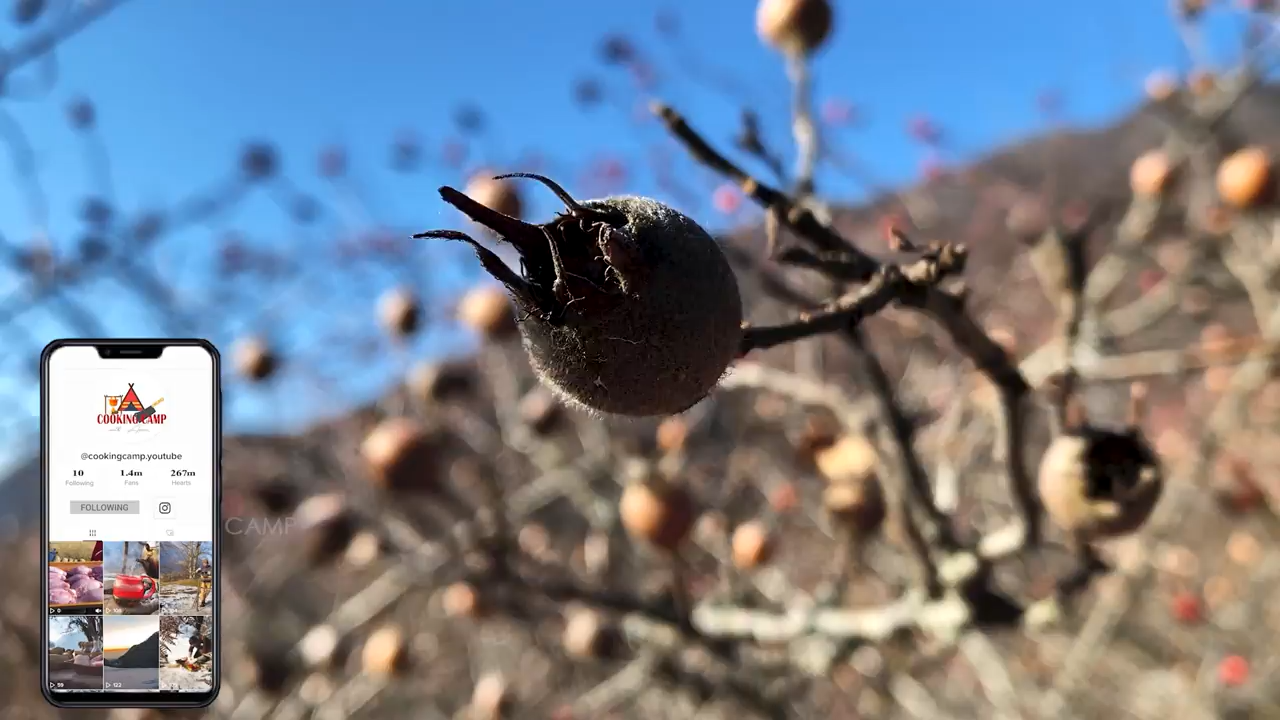 COOKING CAMP
@cookingcamp.youtube
10 1.4m 267m
Following Fans Hearts
FOLLOWING
CAMP